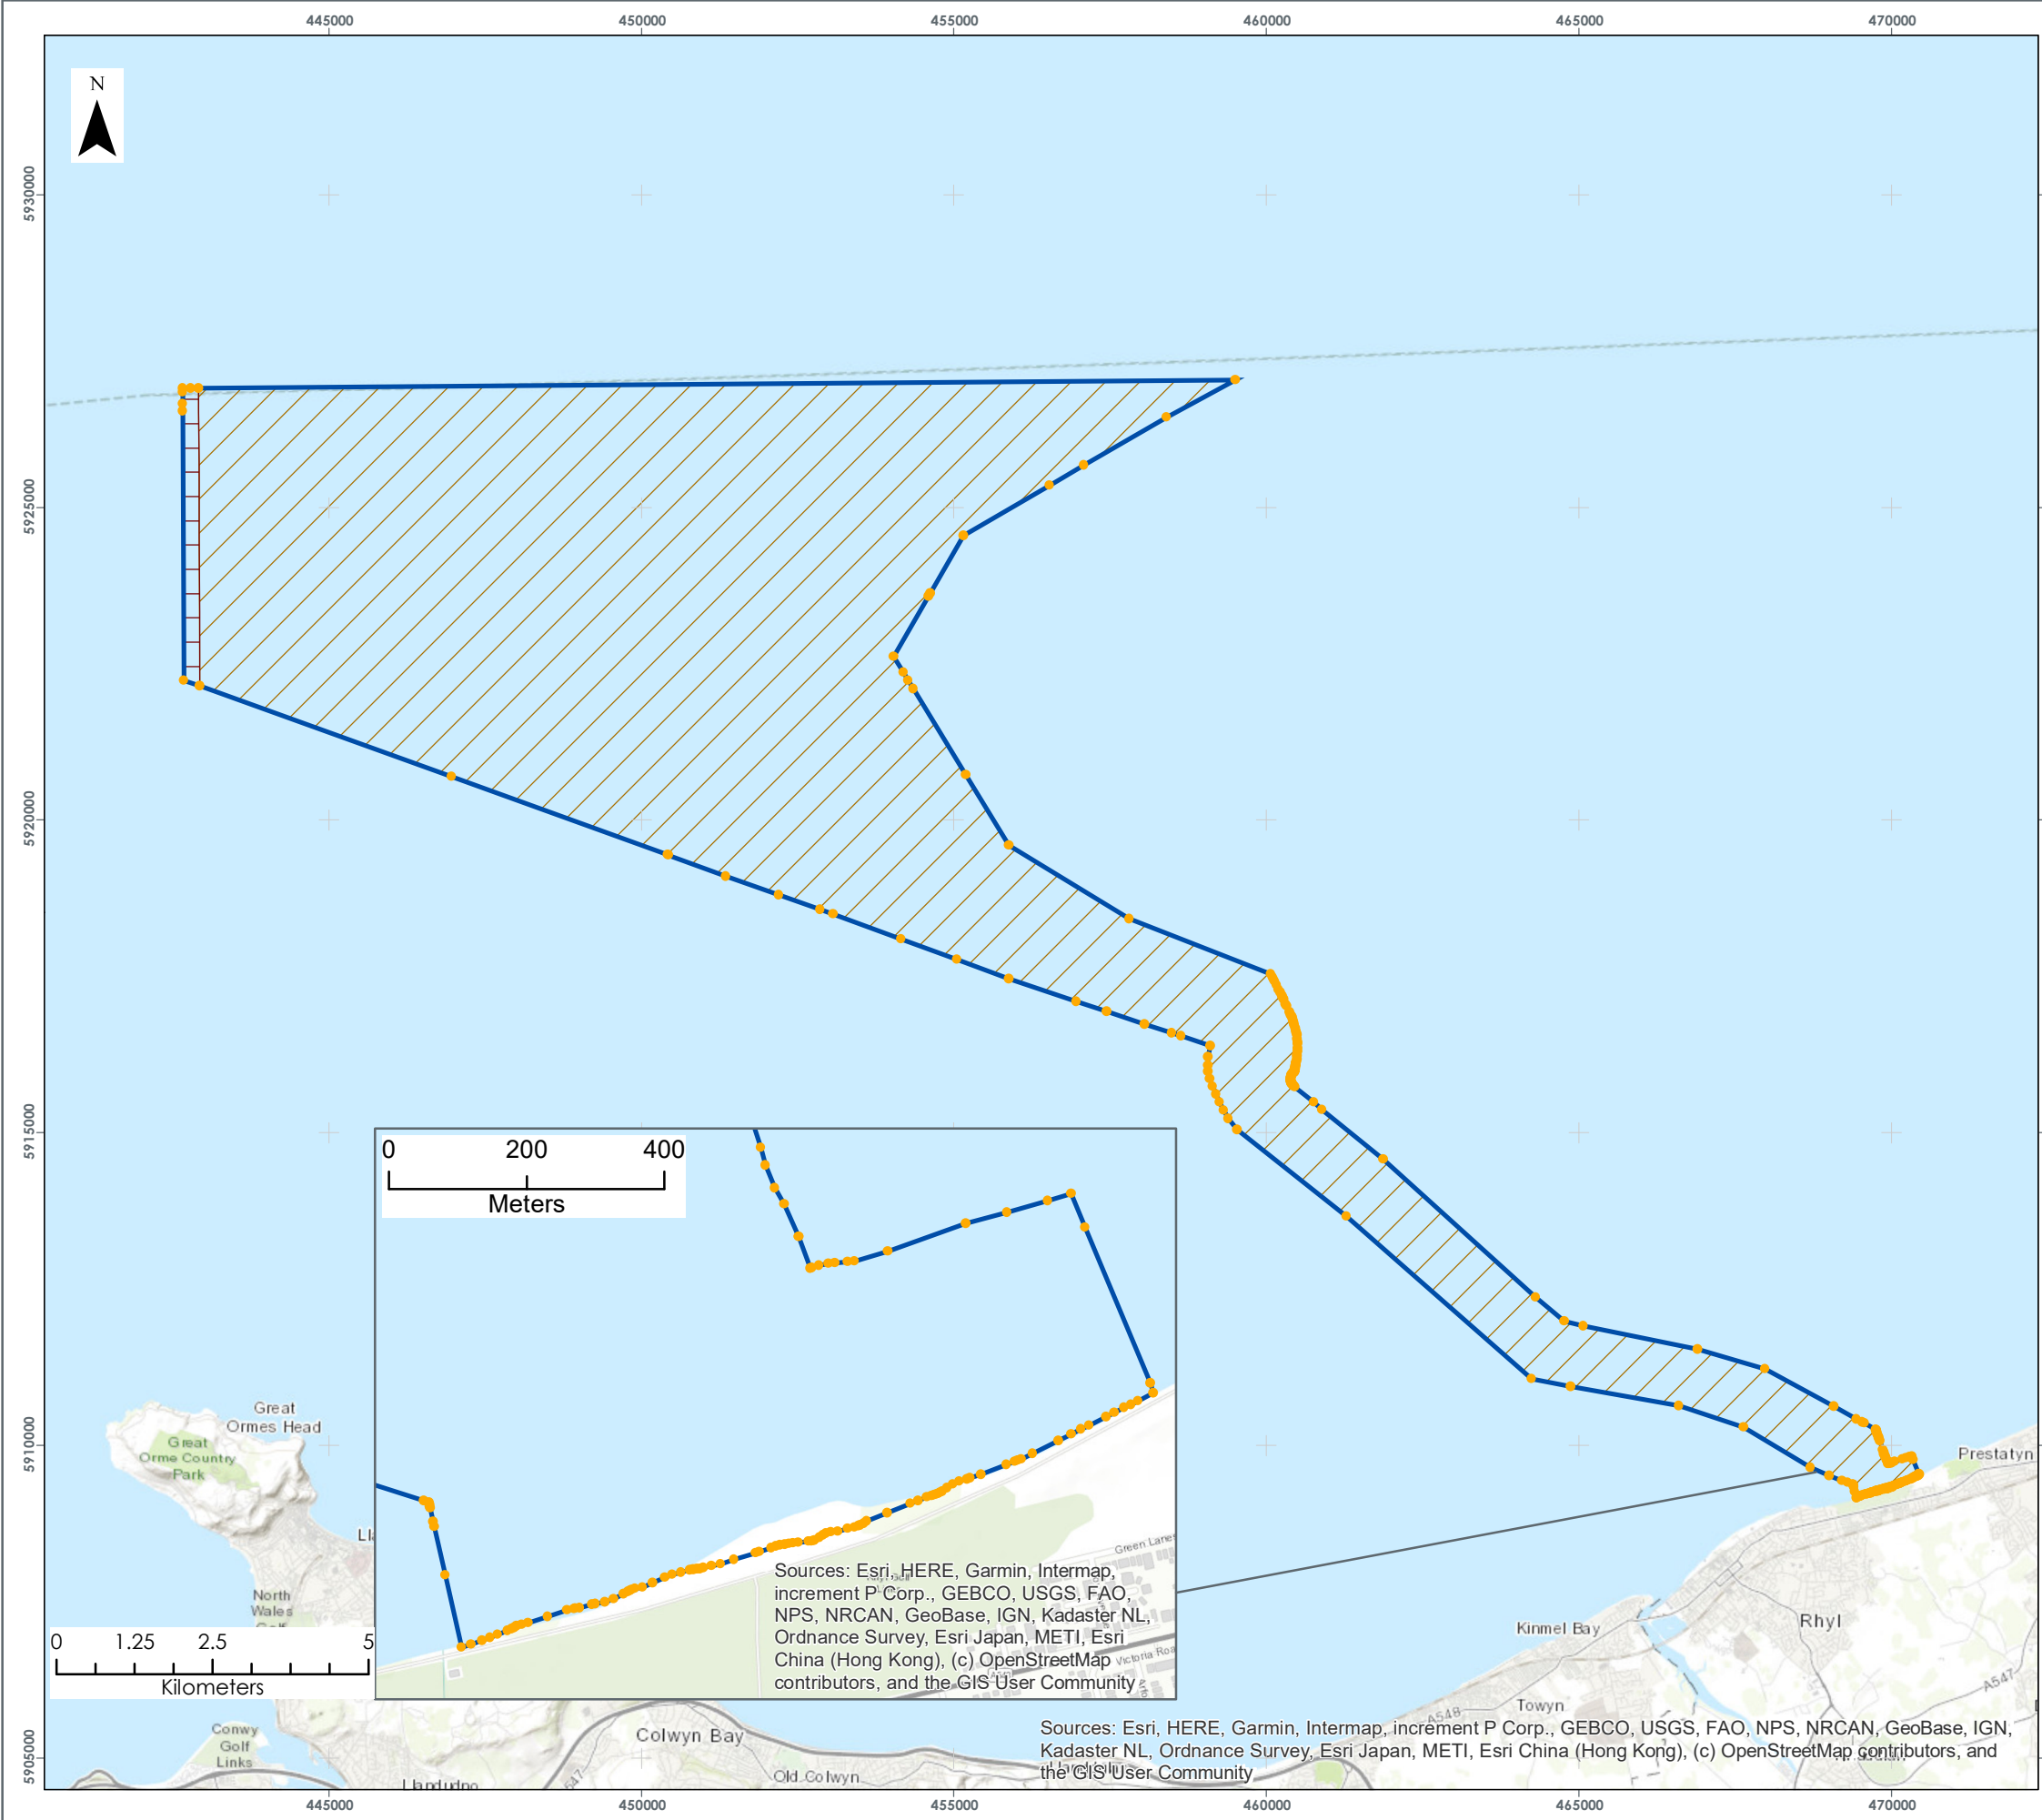 445000 450000 455000 460000 465000 470000
N
5930000
5925000
5920000
5915000
5910000
5905000
0 200 400
Meters
Great
Ormes Head
Great
Orme Country
Park
Prestatyn
North
Wales
0 1.25 2.5 5
Kilometers
Green Lanes
Victoria Roa
Sources: Esri, HERE, Garmin, Intermap,
increment P Corp., GEBCO, USGS, FAO,
NPS, NRCAN, GeoBase, IGN, Kadaster NL,
Ordnance Survey, Esri Japan, METI, Esri
China (Hong Kong), (c) OpenStreetMap
contributors, and the GIS User Community
Kinmel Bay
Rhyl
A547
Towyn
A548
Conwy
Golf
Links
Colwyn Bay
547
Old Colwyn
Llandudno
Sources: Esri, HERE, Garmin, Intermap, increment P Corp., GEBCO, USGS, FAO, NPS, NRCAN, GeoBase, IGN,
Kadaster NL, Ordnance Survey, Esri Japan, METI, Esri China (Hong Kong), (c) OpenStreetMap contributors, and
the GIS User Community
445000 450000 455000 460000 465000 470000